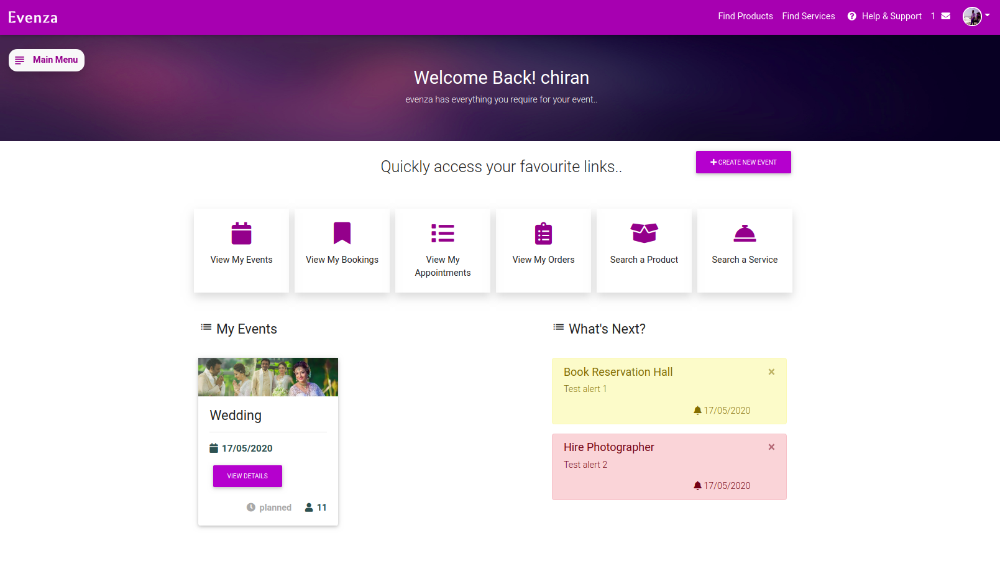 Evenza
Find Products Find Services Help & Support 1
Main Menu
Welcome Back! chiran
evenza has everything you require for your event..
Quickly access your favourite links..
CREATE NEW EVENT
View My Events
View My Bookings
View My
Appointments
View My Orders
Search a Product
Search a Service
My Events
Wedding
17/05/2020
VIEW DETAILS
planned 11
What's Next?
Book Reservation Hall ×
Test alert 1
17/05/2020
Hire Photographer ×
Test alert 2
17/05/2020